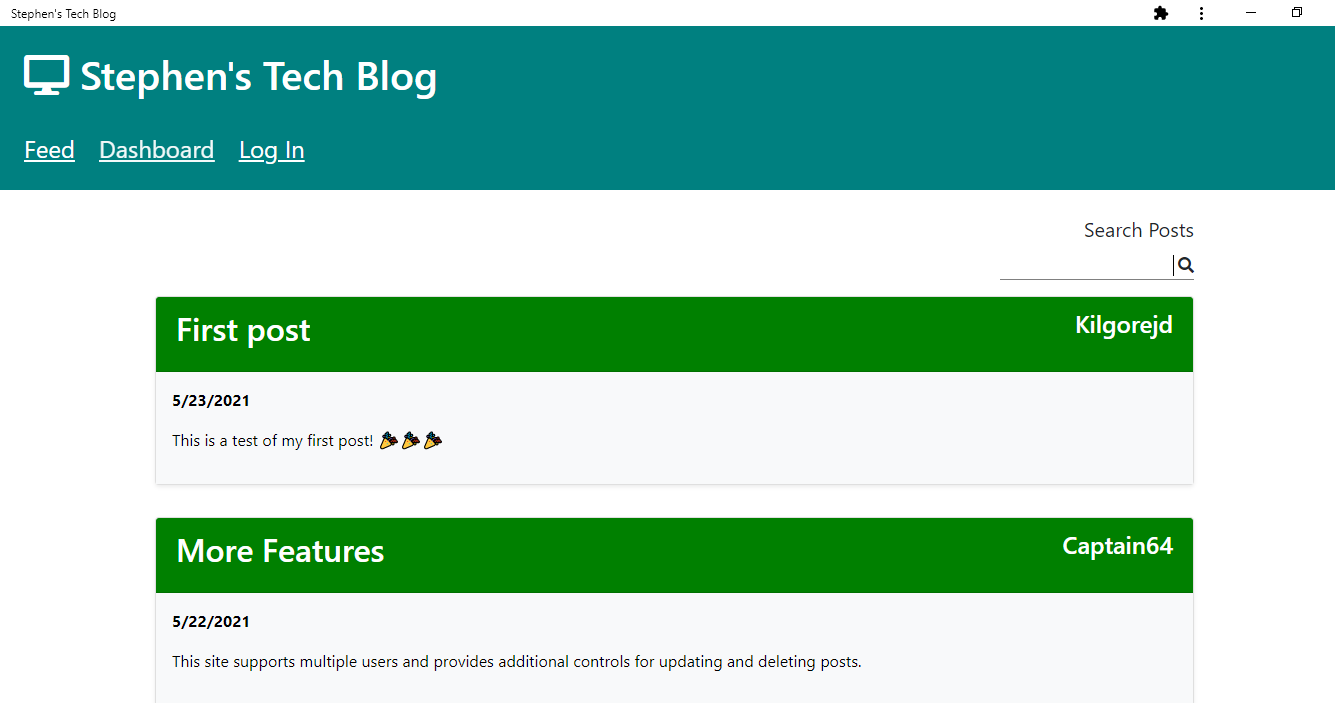 Stephen's Tech Blog
Stephen's Tech Blog
Feed Dashboard Log In
Search Posts
First post Kilgorejd
5/23/2021
This is a test of my first post! 🎉🎉🎉
More Features Captain64
5/22/2021
This site supports multiple users and provides additional controls for updating and deleting posts.